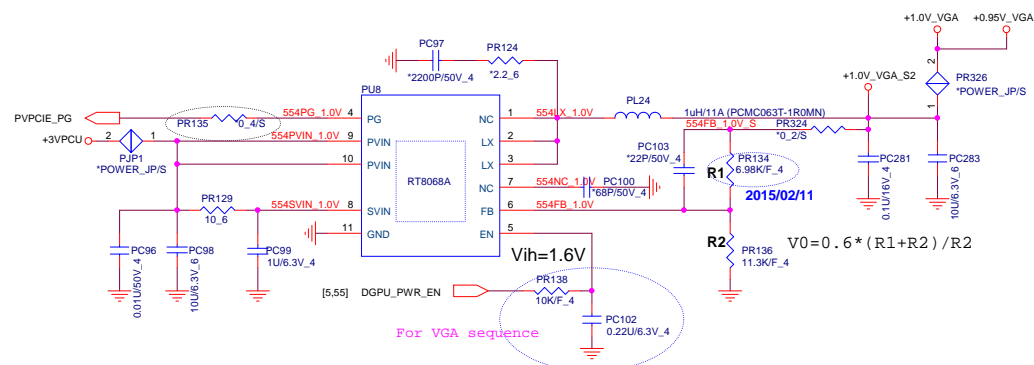 +1.0V_VGA
+0.95V_VGA
PC97
*2200P/50V_4
PR124
*2.2_6
+1.0V_VGA_S2
2
PR326
*POWER_JP/S
1
PU8
PVPCIE_PG
PR135
0_4/S
554PG_1.0V
4
PG
NC
1
554LX_1.0V
PL24
1uH/11A (PCMC063T-1R0MN)
554FB_1.0V_S
PR324
*0_2/S
+3VPCU
2
1
PJP1
*POWER_JP/S
554PVIN_1.0V
9
PVIN
LX
2
10
PVIN
LX
3
PC103
*22P/50V_4
R1
PR134
6.98K/F_4
2015/02/11
PC281
0.1U/16V_4
PC283
10U/6.3V_6
RT8068A
NC
7
554NC_1.0V
PC100
*68P/50V_4
PR129
10_6
554SVIN_1.0V
8
SVIN
FB
6
554FB_1.0V
11
GND
EN
5
R2
PR136
11.3K/F_4
V0=0.6*(R1+R2)/R2
PC96
0.01U/50V_4
PC98
10U/6.3V_6
PC99
1U/6.3V_4
Vih=1.6V
[5,55]
DGPU_PWR_EN
PR138
10K/F_4
PC102
0.22U/6.3V_4
For VGA sequence